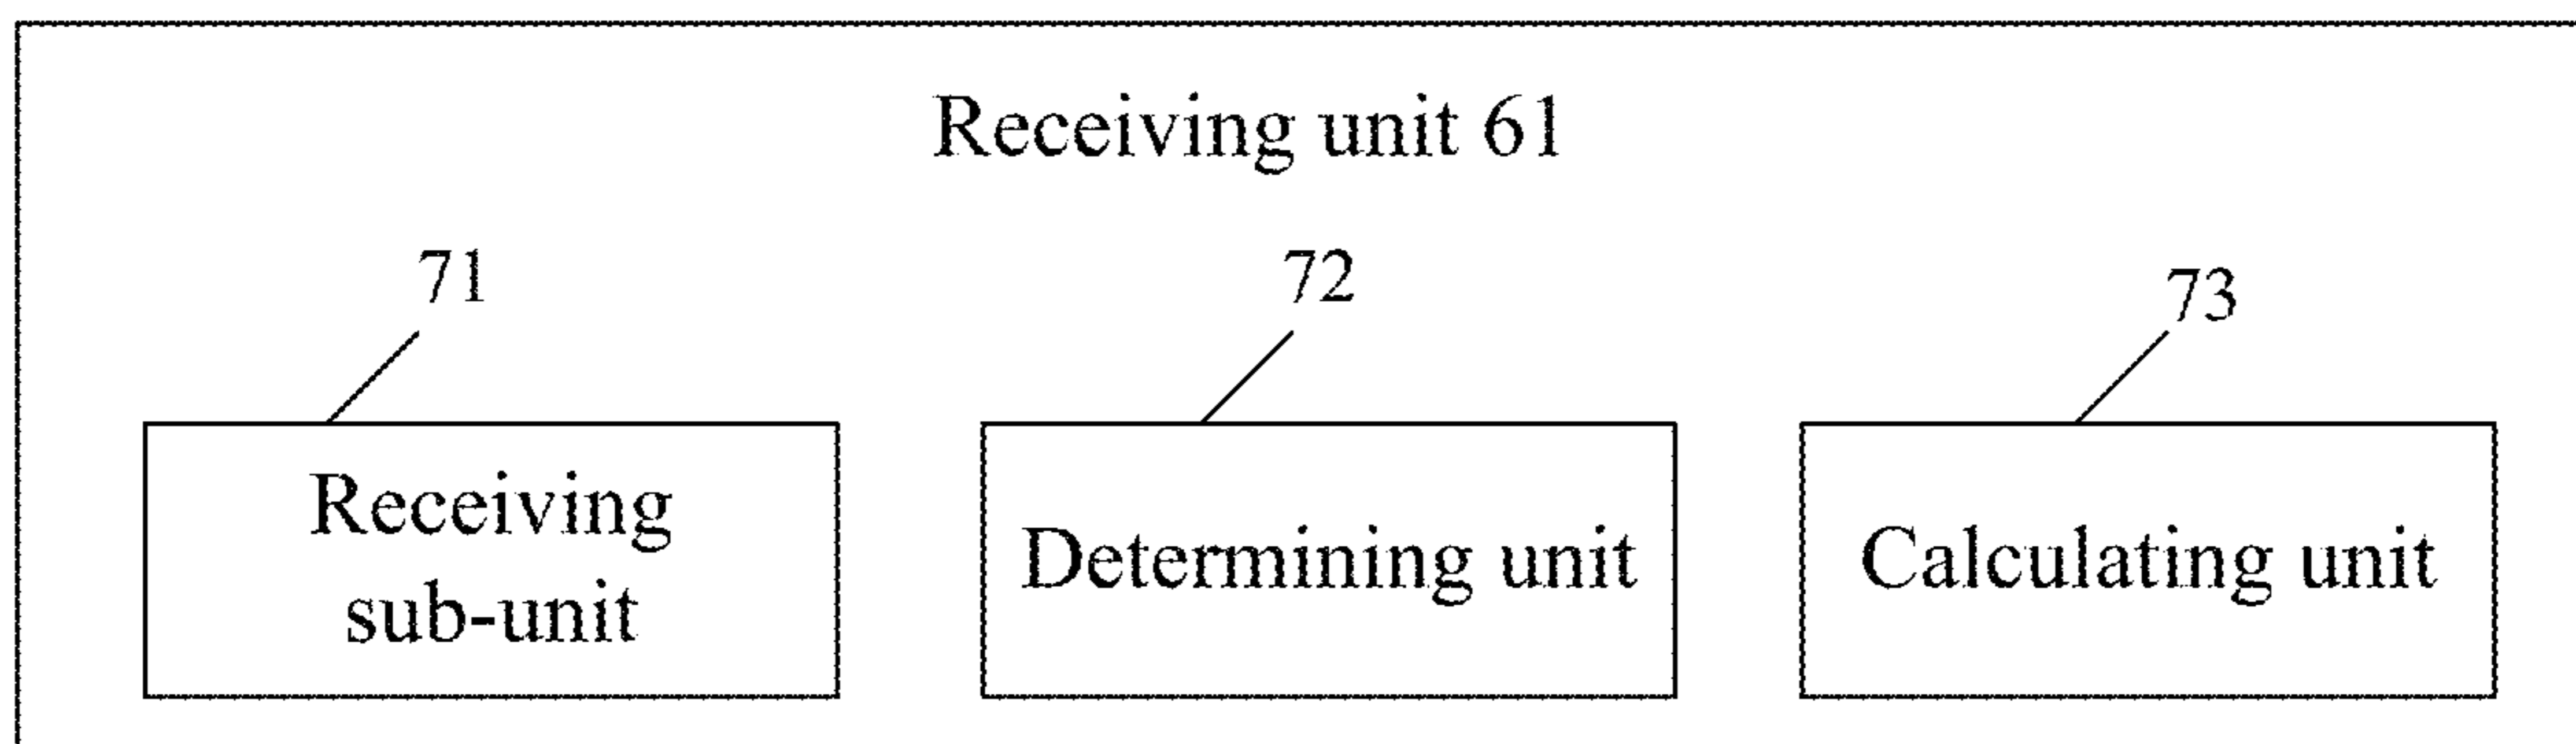 Receiving unit 61
71
72
73
Receiving
sub-unit
Determining unit
Calculating unit